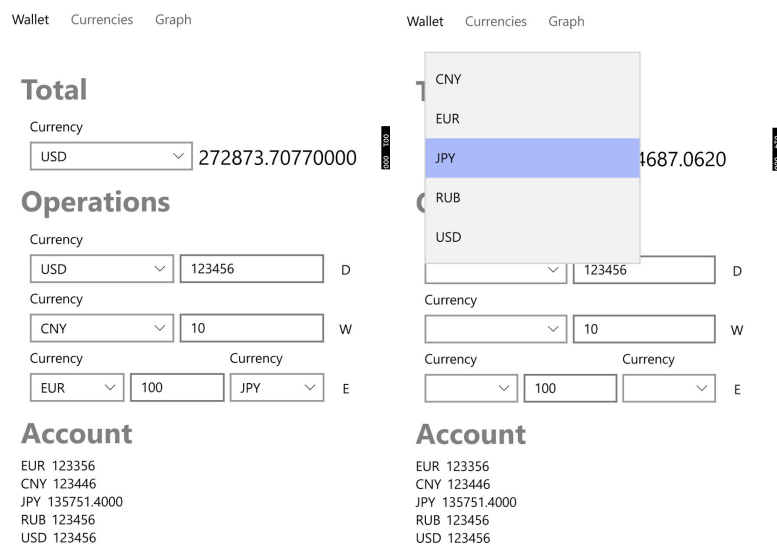 Wallet Currencies Graph
Total
Currency
USD 272873.70770000
Operations
Currency
USD 123456 D
Currency
CNY 10 W
Currency Currency
EUR 100 JPY E
Account
EUR 123356
CNY 123446
JPY 135751.4000
RUB 123456
USD 123456
001 000
Wallet Currencies Graph
CNY
EUR
JPY 4687.0620
RUB
USD
123456 D
Currency
10 W
Currency Currency
100 E
Account
EUR 123356
CNY 123446
JPY 135751.4000
RUB 123456
USD 123456